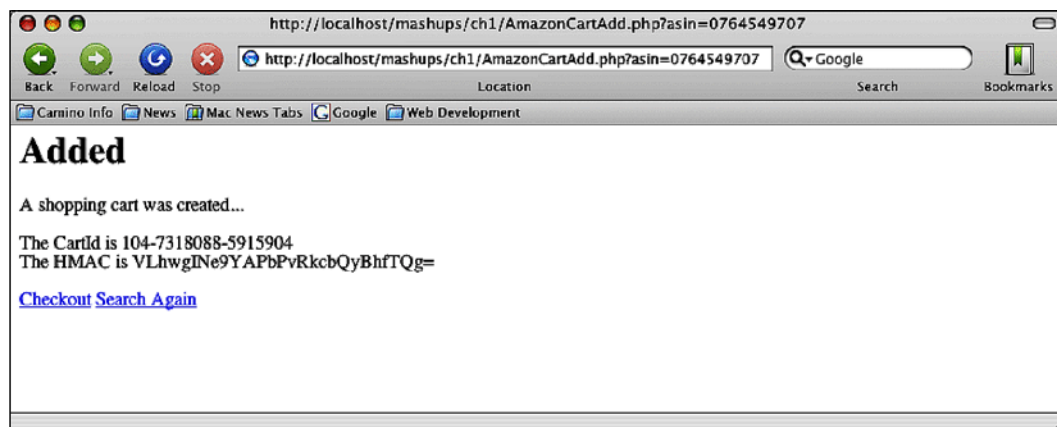 http://localhost/mashups/ch1/AmazonCartAdd.php?asin=0764549707
http://localhost/mashups/ch1/AmazonCartAdd.php?asin=0764549707 Google
Back Forward Reload Stop Location Search Bookmarks
Camino Info News Mac News Tabs Google Web Development
Added
A shopping cart was created...
The CartId is 104-7318088-5915904
The HMAC is VLhwgINe9YAPbPvRkcbQyBhfTQg=
Checkout Search Again